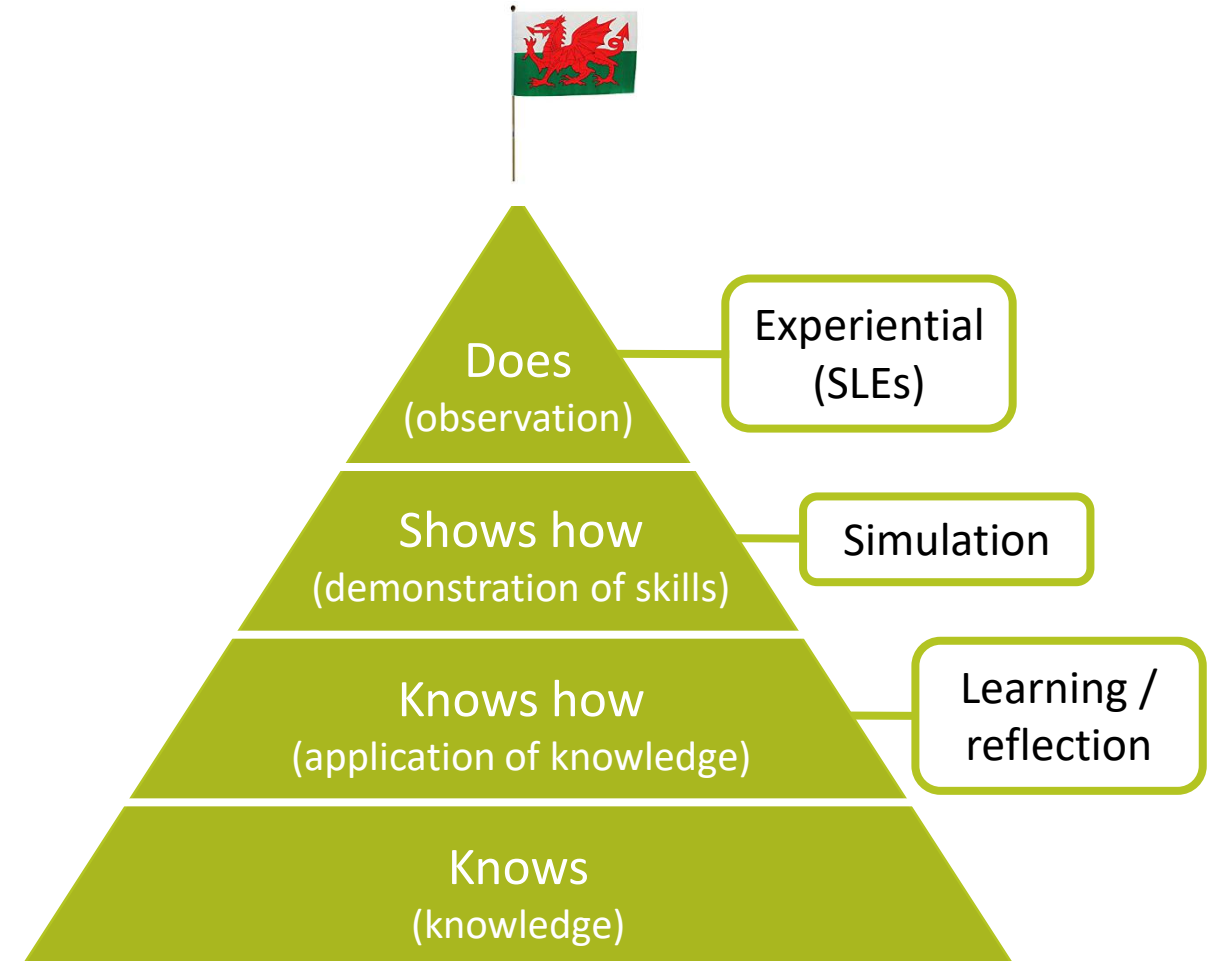 Does
(observation)
Experiential
(SLEs)
Shows how
(demonstration of skills)
Simulation
Knows how
(application of knowledge)
Learning /
reflection
Knows
(knowledge)